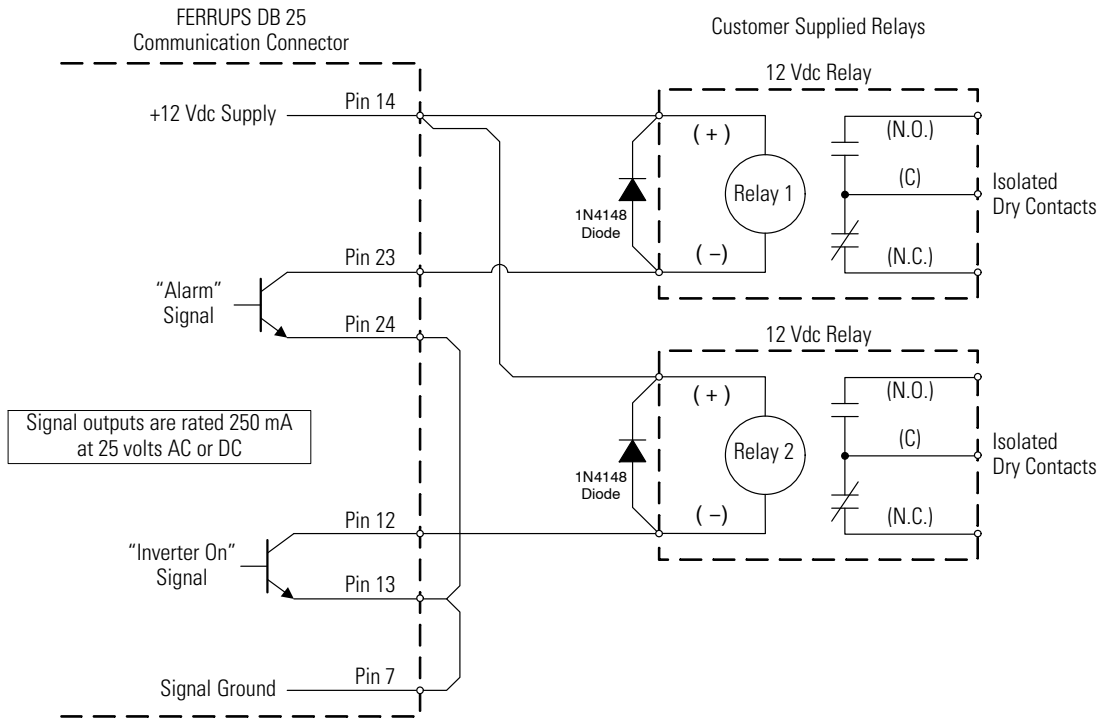 FERRUPS DB 25
Communication Connector
Customer Supplied Relays
12 Vdc Relay
+12 Vdc Supply
Pin 14
( + )
(N.O.)
Relay 1
(C)
Isolated
Dry Contacts
1N4148
Diode
( – )
(N.C.)
Pin 23
"Alarm"
Signal
Pin 24
12 Vdc Relay
( + )
(N.O.)
Signal outputs are rated 250 mA
at 25 volts AC or DC
Relay 2
(C)
Isolated
Dry Contacts
1N4148
Diode
( – )
(N.C.)
Pin 12
"Inverter On"
Signal
Pin 13
Signal Ground
Pin 7